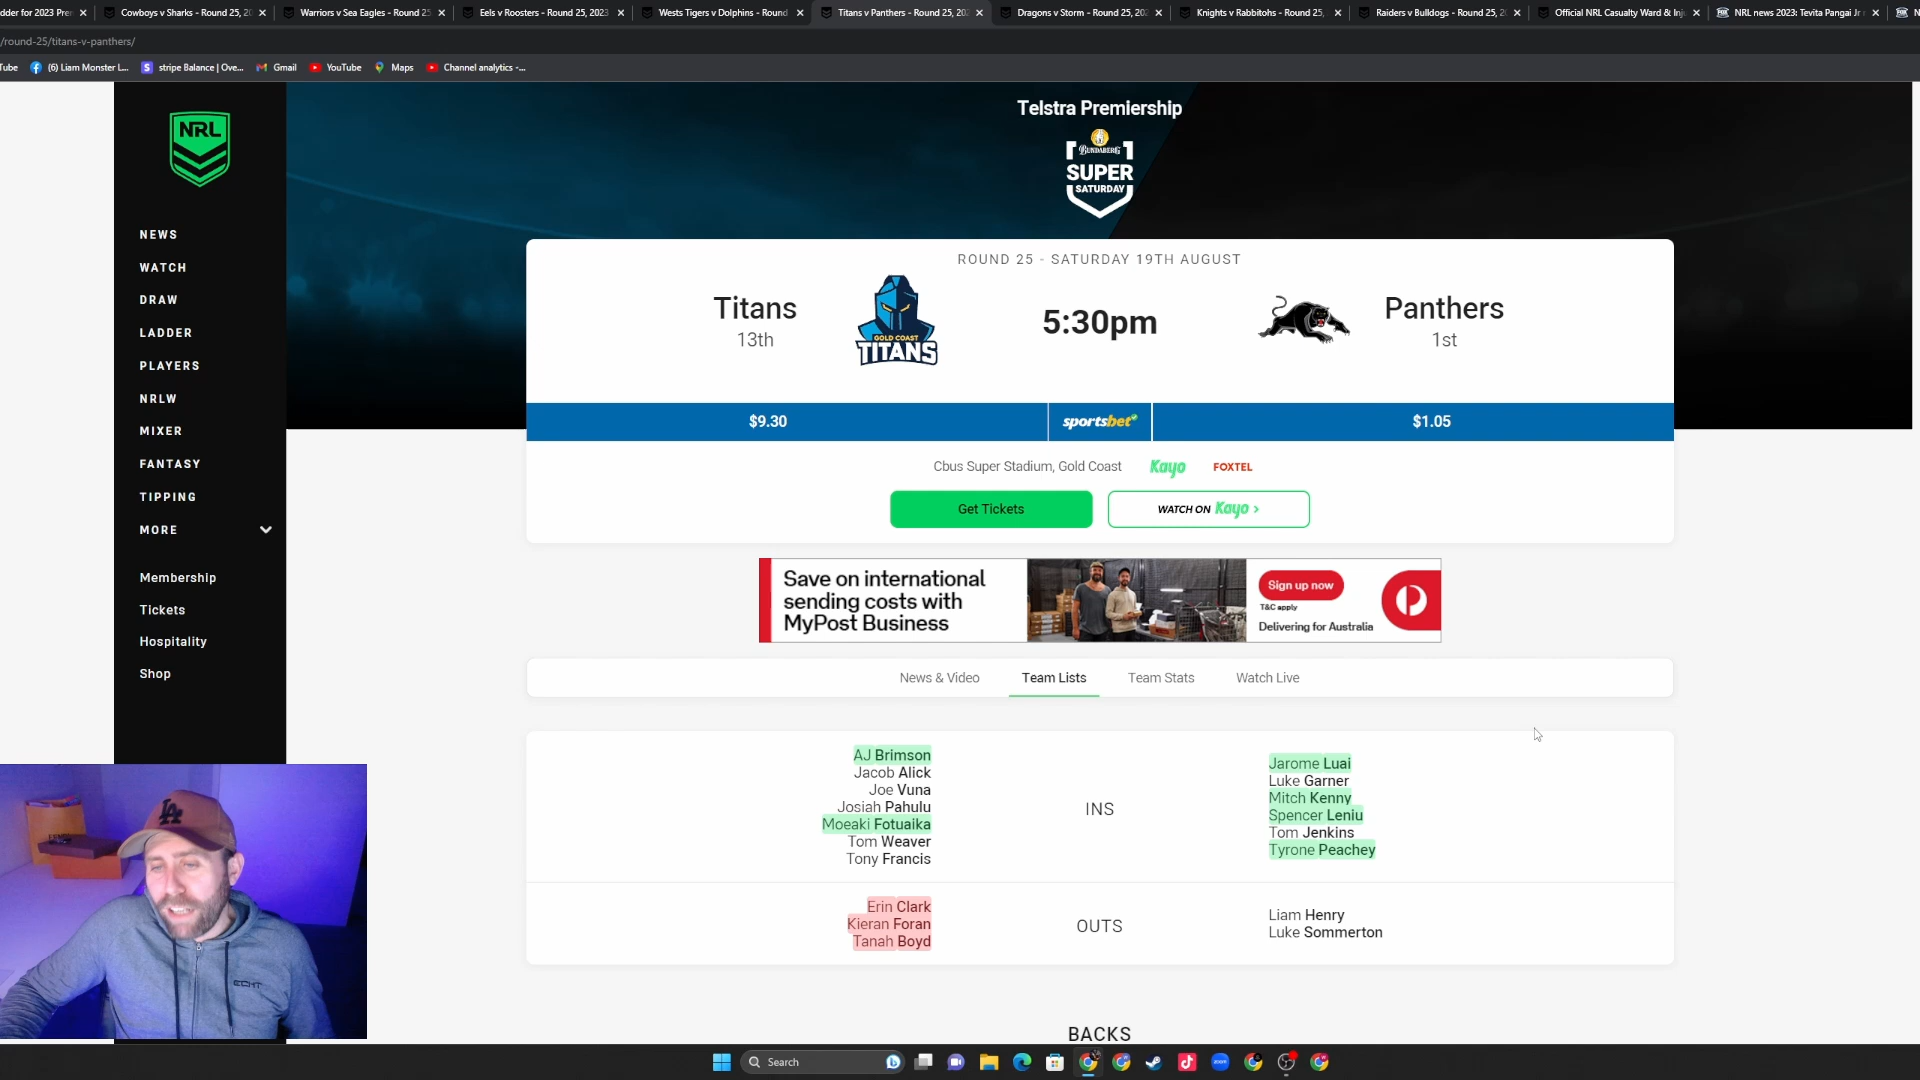 dder for 2023 Pre
Cowboys v Sharks - Round 25, 20
Warriors v Sea Eagles - Round 25
Eels v Roosters - Round 25, 2023
Wests Tigers v Dolphins - Round
Titans v Panthers - Round 25, 202
Dragons v Storm - Round 25, 202
Knights v Rabbitohs - Round 25,
Raiders v Bulldogs - Round 25, 2
Official NRL Casualty Ward & Inj
NRL news 2023: Tevita Pangai Jr r
/round-25/titans-v-panthers/
Tube
(6) Liam Monster L...
stripe Balance | Ove...
Gmail
YouTube
Maps
Channel analytics -...
NRL
NEWS
WATCH
DRAW
LADDER
PLAYERS
NRLW
MIXER
FANTASY
TIPPING
MORE
Membership
Tickets
Hospitality
Shop
Telstra Premiership
BUNDABERG
SUPER
SATURDAY
ROUND 25 - SATURDAY 19TH AUGUST
Titans
13th
GOLD COAST
TITANS
5:30pm
Panthers
1st
$9.30
sportsbet
$1.05
Cbus Super Stadium, Gold Coast
Kayo
FOXTEL
Get Tickets
WATCH ON Kayo >
Save on international
sending costs with
MyPost Business
Sign up now
T&C apply
Delivering for Australia
News & Video
Team Lists
Team Stats
Watch Live
AJ Brimson
Jacob Alick
Joe Vuna
Josiah Pahulu
Moeaki Fotuaika
Tom Weaver
Tony Francis
INS
Jarome Luai
Luke Garner
Mitch Kenny
Spencer Leniu
Tom Jenkins
Tyrone Peachey
Erin Clark
Kieran Foran
Tanah Boyd
OUTS
Liam Henry
Luke Sommerton
BACKS
LA
ECHT
Search
zoom